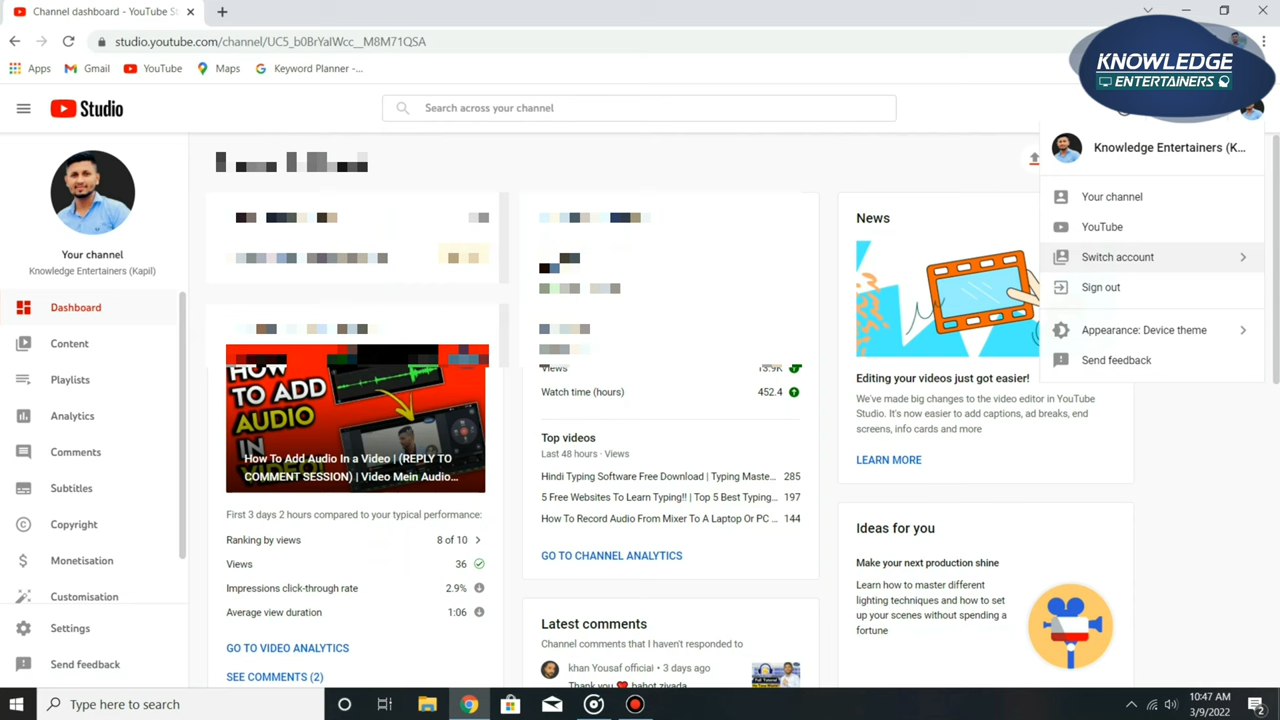 Channel dashboard - YouTube St
studio.youtube.com/channel/UC5_b0BrYaIWcc__M8M71QSA
Apps
Gmail
YouTube
Maps
Keyword Planner -...
KNOWLEDGE
ENTERTAINERS
Studio
Search across your channel
Knowledge Entertainers (K...
Your channel
YouTube
Switch account
Sign out
Appearance: Device theme
Send feedback
Your channel
Knowledge Entertainers (Kapil)
Dashboard
Content
Playlists
Analytics
Comments
Subtitles
Copyright
Monetisation
Customisation
Settings
Send feedback
HOW
TO ADD
AUDIO
IN
How To Add Audio In a Video | (REPLY TO
COMMENT SESSION) | Video Mein Audio...
First 3 days 2 hours compared to your typical performance:
Ranking by views 8 of 10
Views 36
Impressions click-through rate 2.9%
Average view duration 1:06
GO TO VIDEO ANALYTICS
SEE COMMENTS (2)
Views 13.9K
Watch time (hours) 452.4
Top videos
Last 48 hours · Views
Hindi Typing Software Free Download | Typing Maste... 285
5 Free Websites To Learn Typing!! | Top 5 Best Typing... 197
How To Record Audio From Mixer To A Laptop Or PC ... 144
GO TO CHANNEL ANALYTICS
Latest comments
Channel comments that I haven't responded to
khan Yousaf officiai • 3 days ago
Thank you ❤ bahot ziyada
News
Editing your videos just got easier!
We've made big changes to the video editor in YouTube
Studio. It's now easier to add captions, ad breaks, end
screens, info cards and more
LEARN MORE
Ideas for you
Make your next production shine
Learn how to master different
lighting techniques and how to set
up your scenes without spending a
fortune
Type here to search
10:47 AM
3/9/2022
2